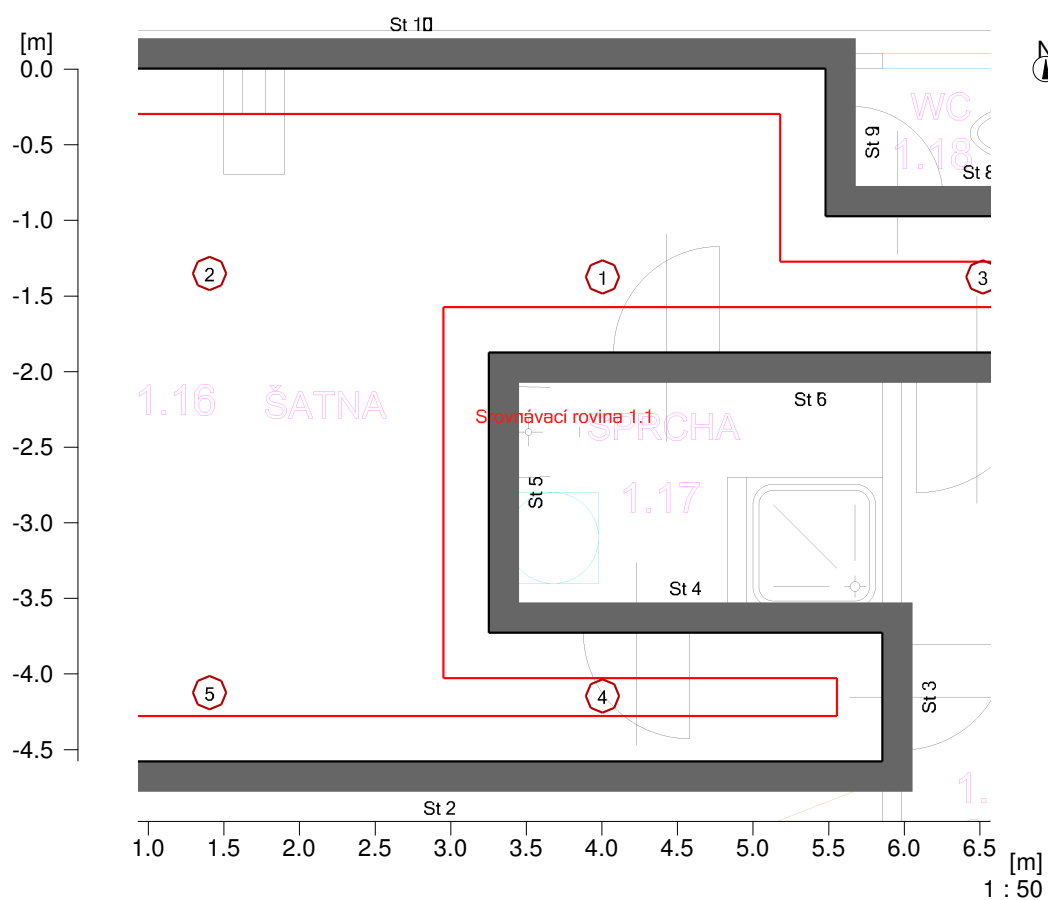 St 10
[m]
N
0.0
WC
St 9
1.18
-0.5
St 8
-1.0
2
1
3
-1.5
-2.0
1.16 ŠATNA
St 6
Srovnávací rovina 1.1
SPRCHA
-2.5
St 5
1.17
-3.0
-3.5
St 4
-4.0
5
4
St 3
-4.5
1.
St 2
1.0 1.5 2.0 2.5 3.0 3.5 4.0 4.5 5.0 5.5 6.0 6.5
[m]
1 : 50